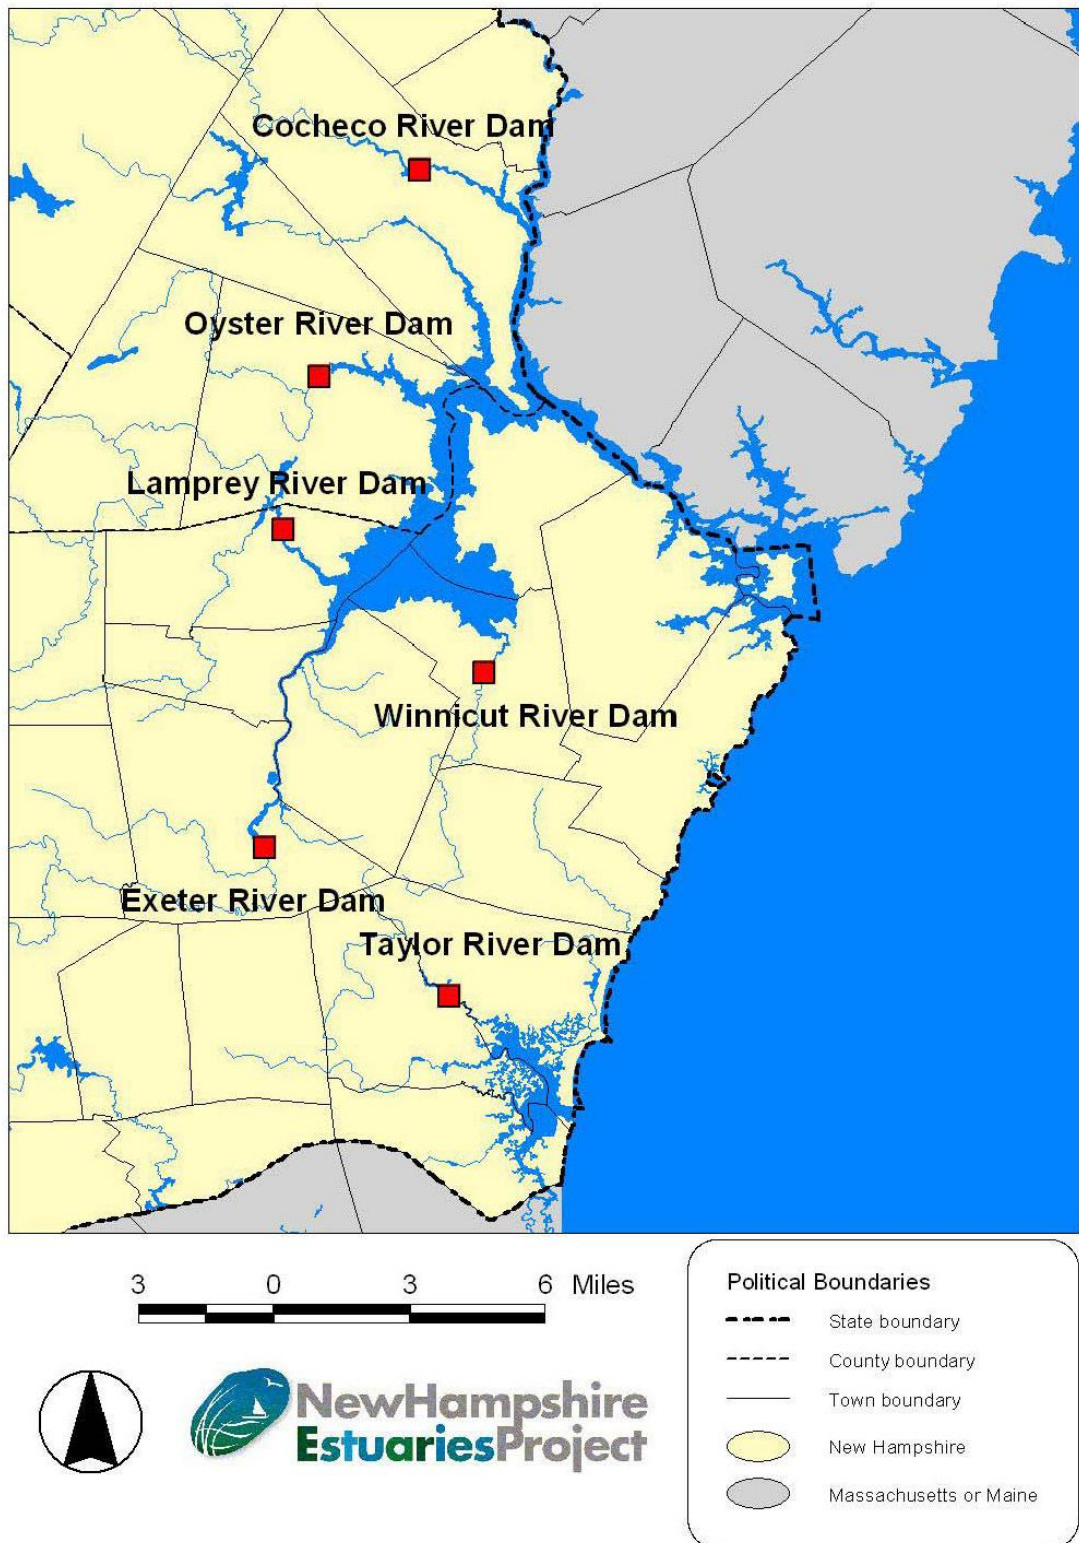 Cocheco River Dam
Oyster River Dam
Lamprey River Dam
Winnicut River Dam
Exeter River Dam
Taylor River Dam
3 0 3 6 Miles
NewHampshire
EstuariesProject
Political Boundaries
State boundary
County boundary
Town boundary
New Hampshire
Massachusetts or Maine